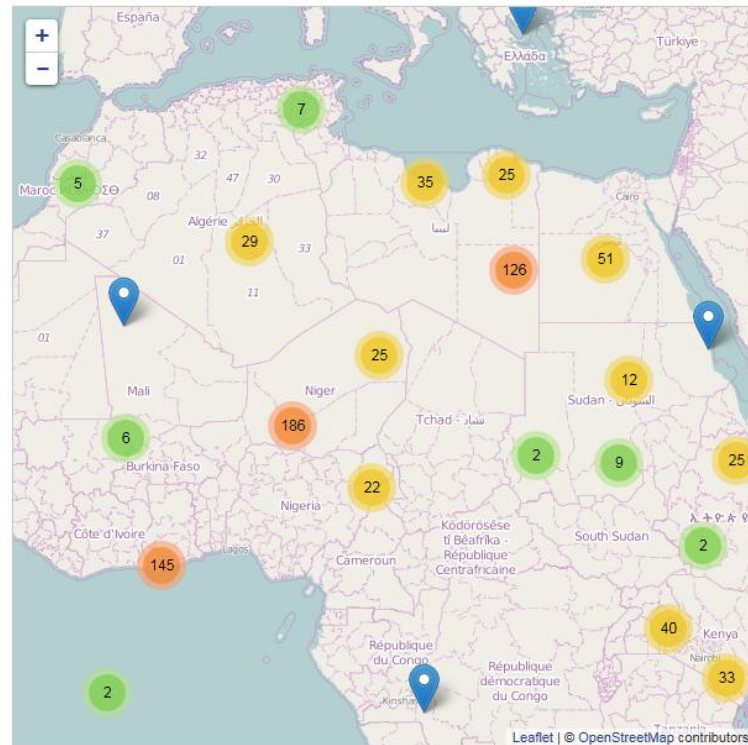 España
Ελλάδα
Türkiye
+
−
7
Casablanca
5
35
25
Cairo
32
47
30
08
Algérie
ليبيا
37
29
33
01
126
51
11
01
25
Mali
Niger
12
Sudan - السودان
186
Tchad - تشاد
6
Burkina Faso
2
9
25
22
Nigeria
Côte d'Ivoire
Lagos
South Sudan
ኢትዮጵያ
Ködörösêse
tî Bêafrîka -
République
Centrafricaine
2
145
Cameroun
40
Kenya
République
du Congo
Nairobi
2
République
démocratique
du Congo
33
Tanzania
Leaflet | © OpenStreetMap contributors